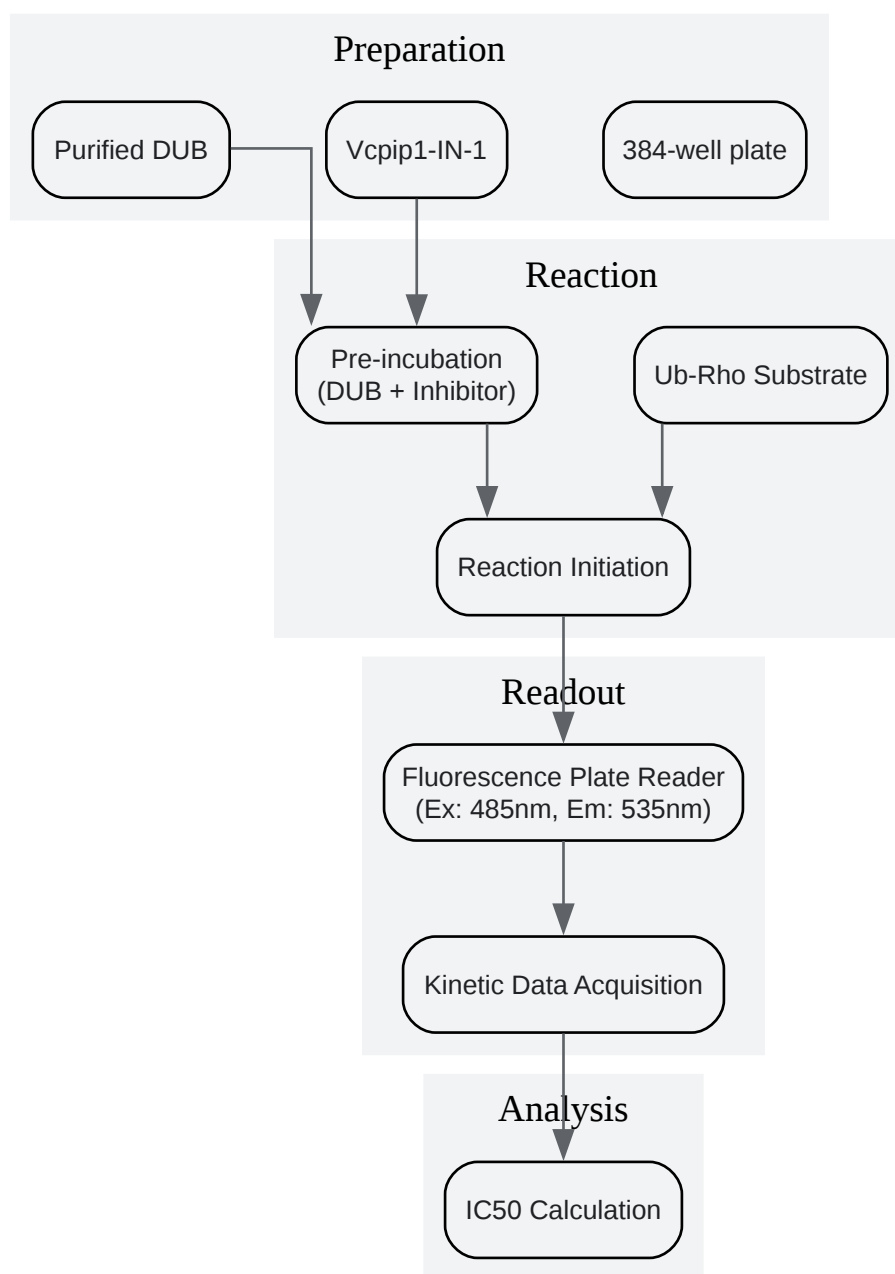 Preparation
Purified DUB
Vcpip1-IN-1
384-well plate
Reaction
Pre-incubation
(DUB + Inhibitor)
Ub-Rho Substrate
Reaction Initiation
Readout
Fluorescence Plate Reader
(Ex: 485nm, Em: 535nm)
Kinetic Data Acquisition
Analysis
IC50 Calculation